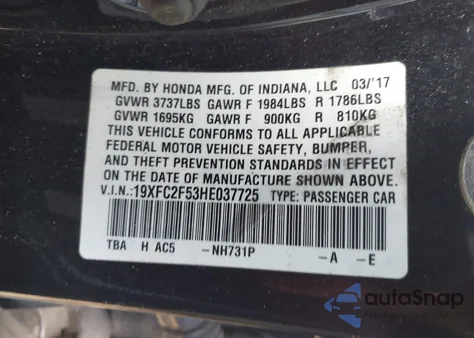 MFD. BY HONDA MFG. OF INDIANA, LLC 03/'17
GVWR 3737LBS GAWR F 1984LBS R 1786LBS
GVWR 1695KG GAWR F 900KG R 810KG
THIS VEHICLE CONFORMS TO ALL APPLICABLE
FEDERAL MOTOR VEHICLE SAFETY, BUMPER,
AND THEFT PREVENTION STANDARDS IN EFFECT
ON THE DATE OF MANUFACTURE SHOWN ABOVE.
V.I.N.: 19XFC2F53HE037725 TYPE: PASSENGER CAR
TBA H AC5 -NH731P -A -E
autoSnap